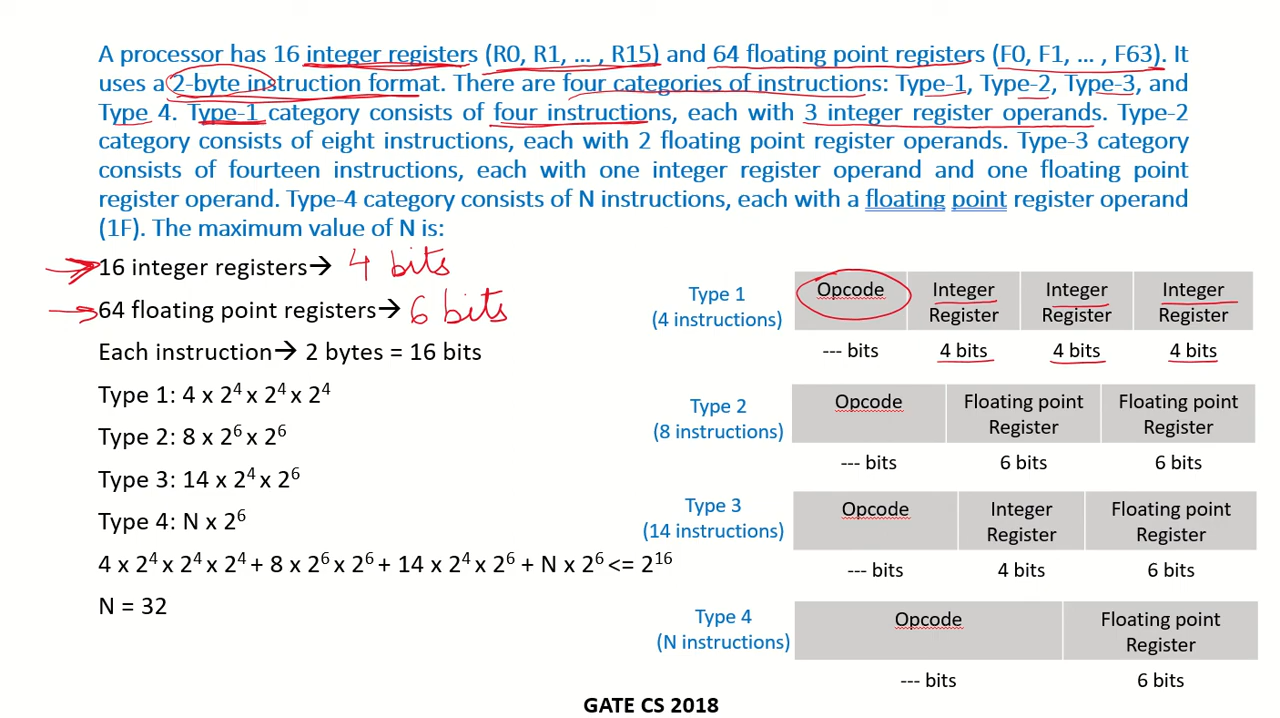 A processor has 16 integer registers (R0, R1, … , R15) and 64 floating point registers (F0, F1, … , F63). It
uses a 2-byte instruction format. There are four categories of instructions: Type-1, Type-2, Type-3, and
Type 4. Type-1 category consists of four instructions, each with 3 integer register operands. Type-2
category consists of eight instructions, each with 2 floating point register operands. Type-3 category
consists of fourteen instructions, each with one integer register operand and one floating point
register operand. Type-4 category consists of N instructions, each with a floating point register operand
(1F). The maximum value of N is:
16 integer registers→ 4 bits
64 floating point registers→ 6 bits
Each instruction→ 2 bytes = 16 bits
Type 1: 4 x 2⁴ x 2⁴ x 2⁴
Type 2: 8 x 2⁶ x 2⁶
Type 3: 14 x 2⁴ x 2⁶
Type 4: N x 2⁶
4 x 2⁴ x 2⁴ x 2⁴ + 8 x 2⁶ x 2⁶ + 14 x 2⁴ x 2⁶ + N x 2⁶ <= 2¹⁶
N = 32
Type 1
(4 instructions)
Opcode
Integer
Register
Integer
Register
Integer
Register
--- bits
4 bits
4 bits
4 bits
Type 2
(8 instructions)
Opcode
Floating point
Register
Floating point
Register
--- bits
6 bits
6 bits
Type 3
(14 instructions)
Opcode
Integer
Register
Floating point
Register
--- bits
4 bits
6 bits
Type 4
(N instructions)
Opcode
Floating point
Register
--- bits
6 bits
GATE CS 2018